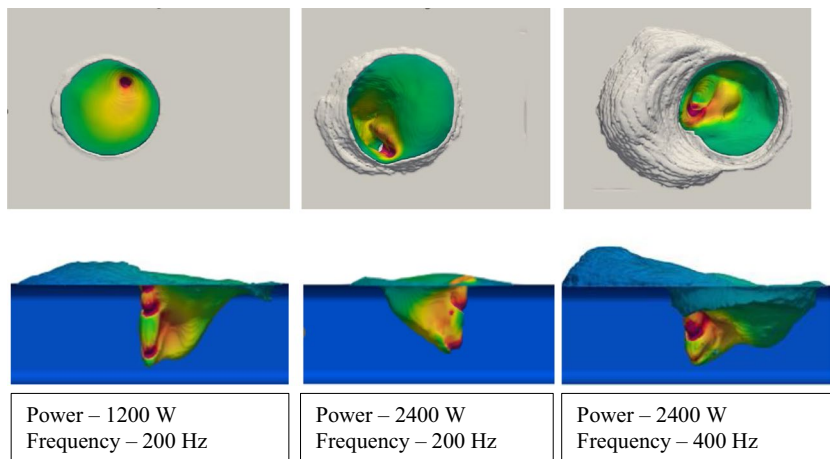 Power – 1200 W
Frequency – 200 Hz
Power – 2400 W
Frequency – 200 Hz
Power – 2400 W
Frequency – 400 Hz